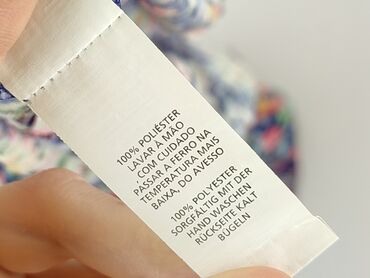 100% POLIÉSTER
LAVAR À MÃO
COM CUIDADO
PASSAR A FERRO NA
TEMPERATURA MAIS
BAIXA, DO AVESSO
100% POLYESTER
SORGFÄLTIG MIT DER
HAND WASCHEN
RÜCKSEITE KALT
BÜGELN